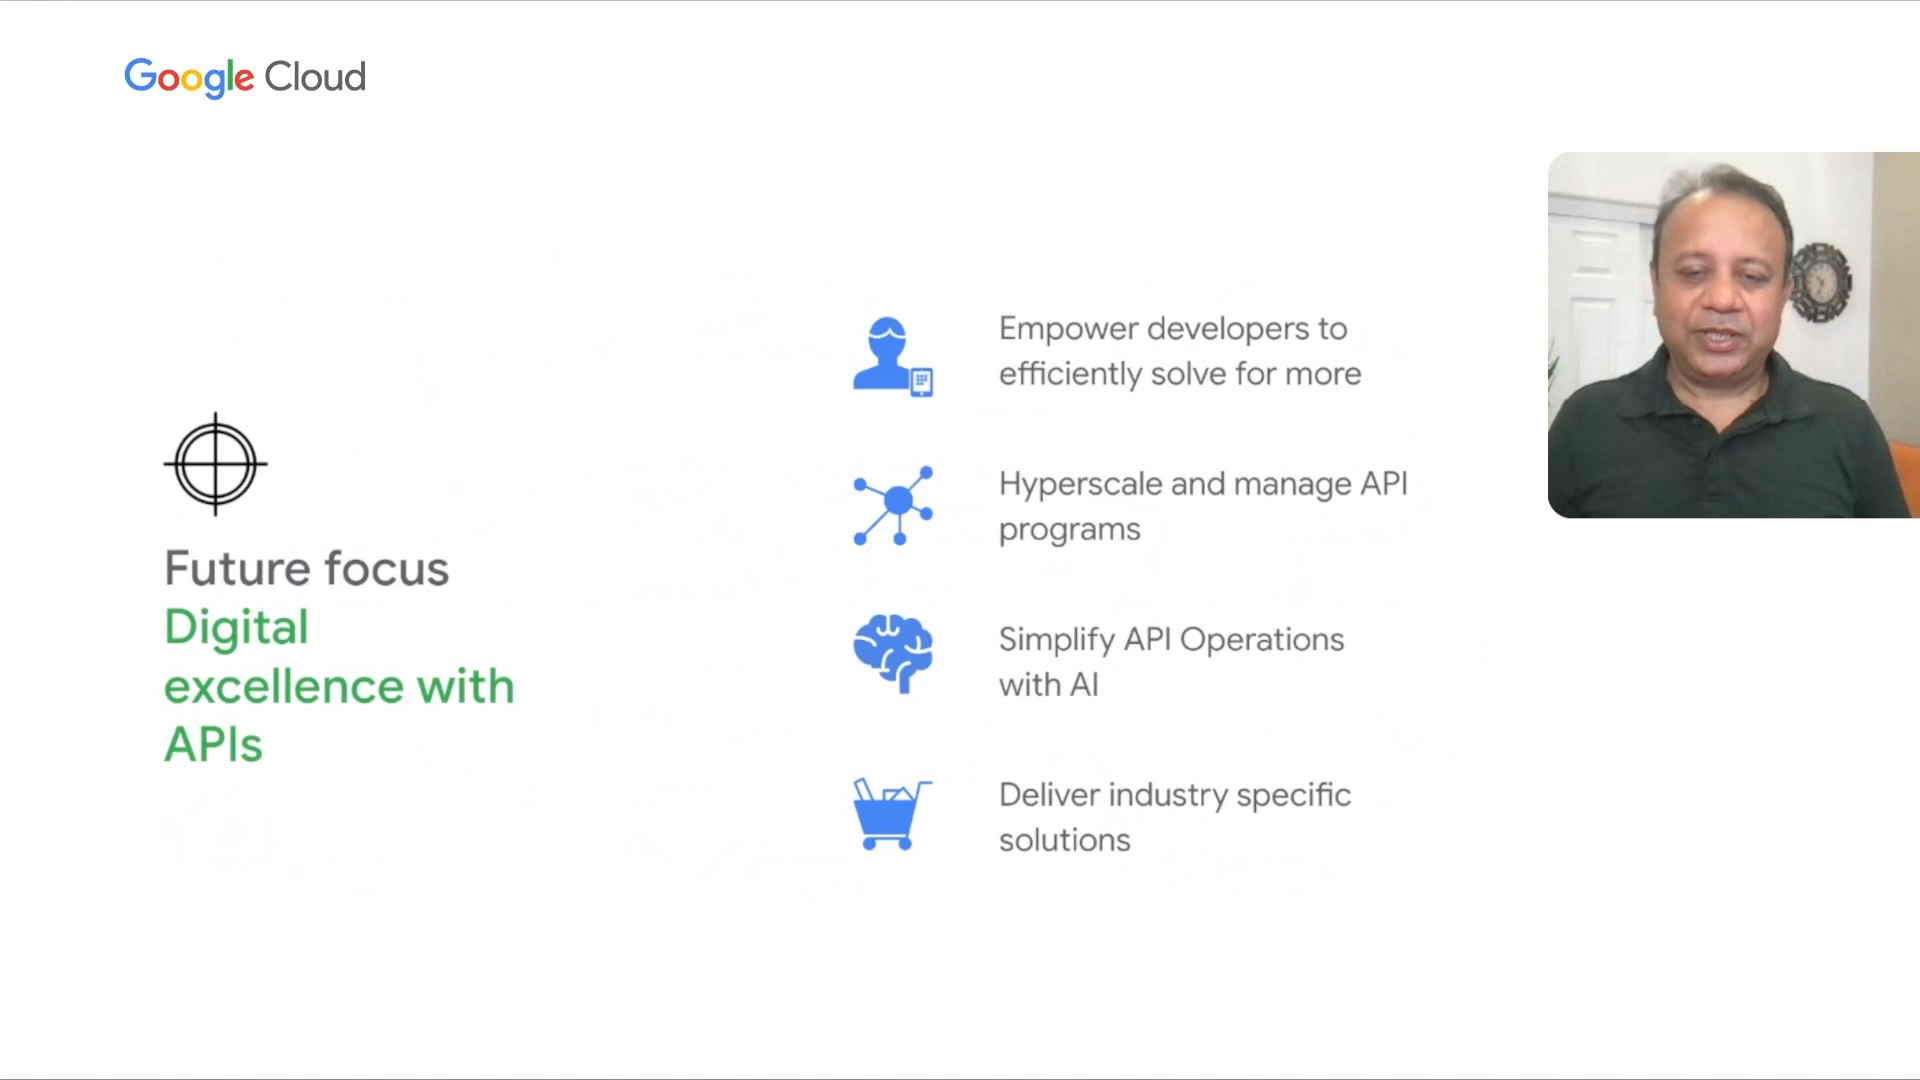 Google Cloud
Future focus
Digital
excellence with
APIs
Empower developers to
efficiently solve for more
Hyperscale and manage API
programs
Simplify API Operations
with AI
Deliver industry specific
solutions